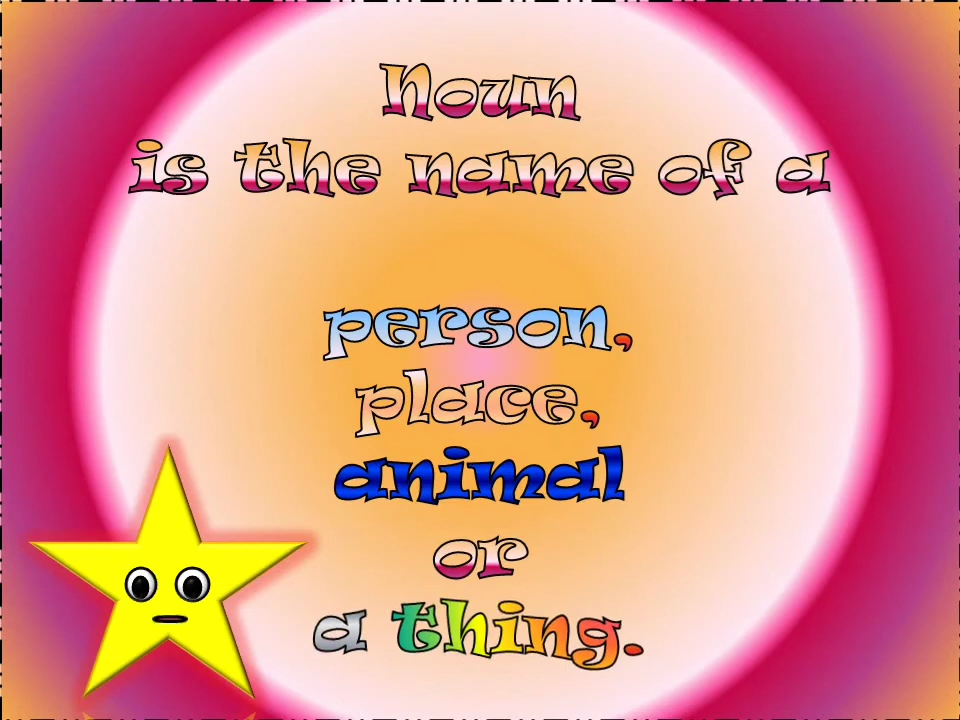 Noun
is the name of a
person,
place,
animal
or
a thing.